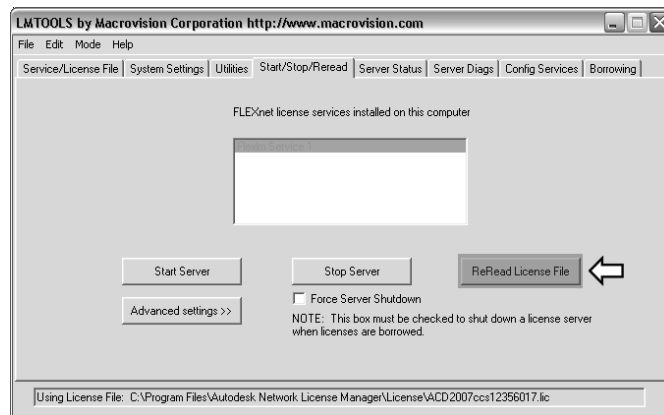 LMTOOLS by Macrovision Corporation http://www.macrovision.com
File Edit Mode Help
Service/License File System Settings Utilities Start/Stop/Reread Server Status Server Diags Config Services Borrowing
FLEXnet license services installed on this computer
Flexlm Service 1
Start Server Stop Server ReRead License File
Force Server Shutdown
Advanced settings >>
NOTE: This box must be checked to shut down a license server
when licenses are borrowed.
Using License File: C:\Program Files\Autodesk Network License Manager\License\ACD2007ccs12356017.lic